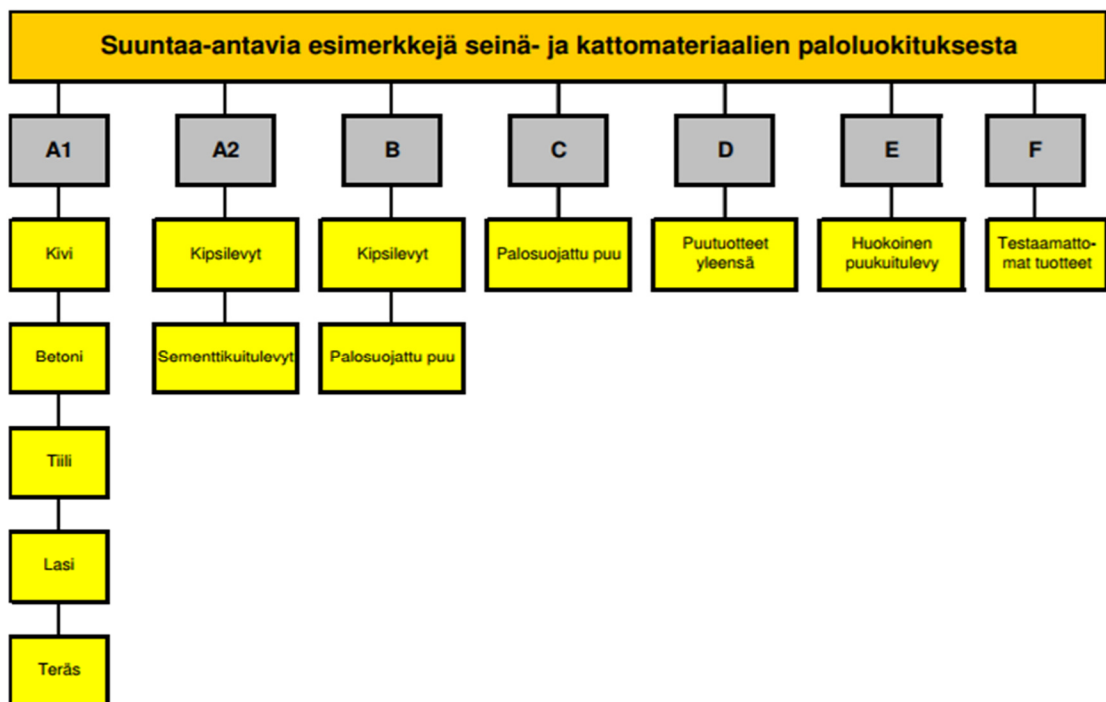 Suuntaa-antavia esimerkkejä seinä- ja kattomateriaalien paloluokituksesta
A1
A2
B
C
D
E
F
Kivi
Kipsilevyt
Kipsilevyt
Palosuojattu puu
Puutuotteet
yleensä
Huokoinen
puukuitulevy
Testaamatto-
mat tuotteet
Betoni
Sementtikuitulevyt
Palosuojattu puu
Tiili
Lasi
Teräs